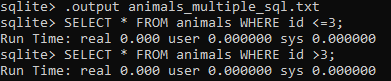 sqlite> .output animals_multiple_sql.txt
sqlite> SELECT * FROM animals WHERE id <=3;
Run Time: real 0.000 user 0.000000 sys 0.000000
sqlite> SELECT * FROM animals WHERE id >3;
Run Time: real 0.000 user 0.000000 sys 0.000000